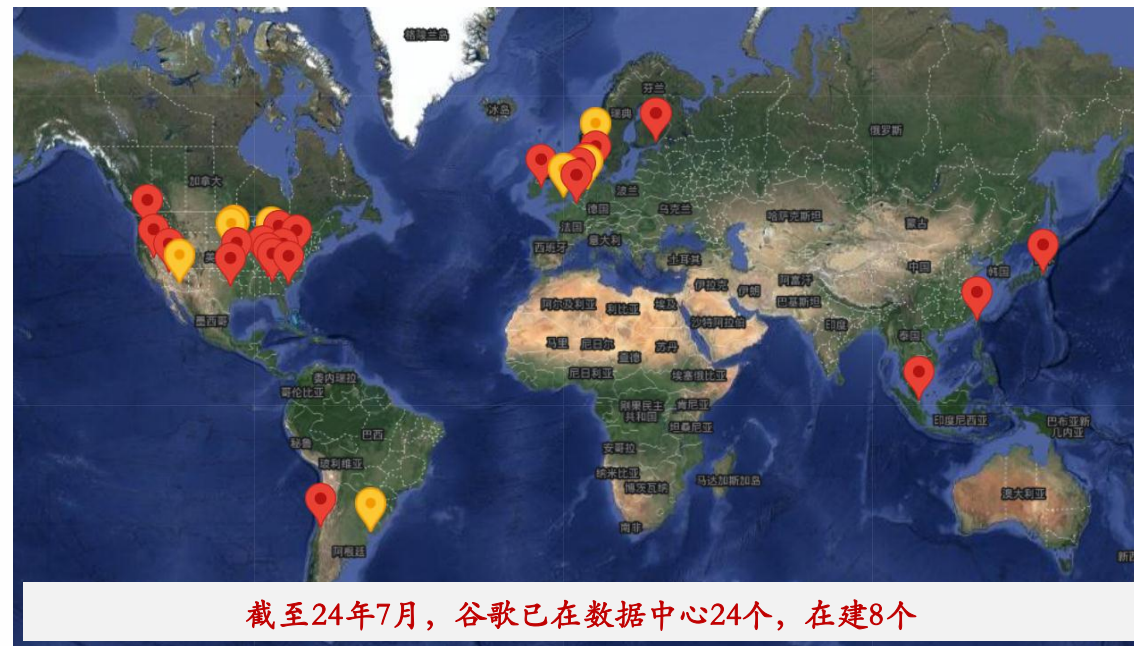 格陵兰岛
冰岛
芬兰
瑞典
俄罗斯
加拿大
波兰
德国
乌克兰
法国
哈萨克斯坦
蒙古
西班牙
意大利
土耳其
中国
韩国
伊拉克
伊朗
阿富汗
巴基斯坦
阿尔及利亚
利比亚
埃及
沙特阿拉伯
印度
墨西哥
马里
尼日尔
乍得
苏丹
泰国
尼日利亚
埃塞俄比亚
委内瑞拉
哥伦比亚
刚果民主
共和国
肯尼亚
坦桑尼亚
印度尼西亚
巴布亚新
几内亚
秘鲁
巴西
玻利维亚
安哥拉
纳米比亚
博茨瓦纳
马达加斯加岛
澳大利亚
南非
阿根廷
截至24年7月，谷歌已在数据中心24个，在建8个